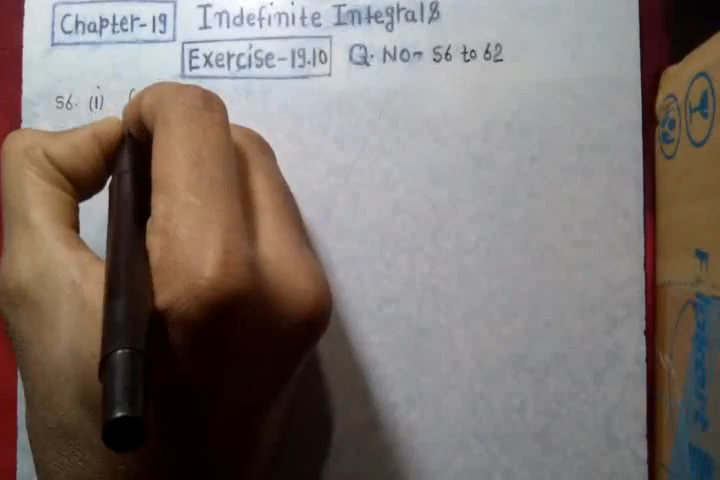 Chapter-19 Indefinite Integrals
Exercise-19.10 Q. NO- 56 to 62
56. (i)